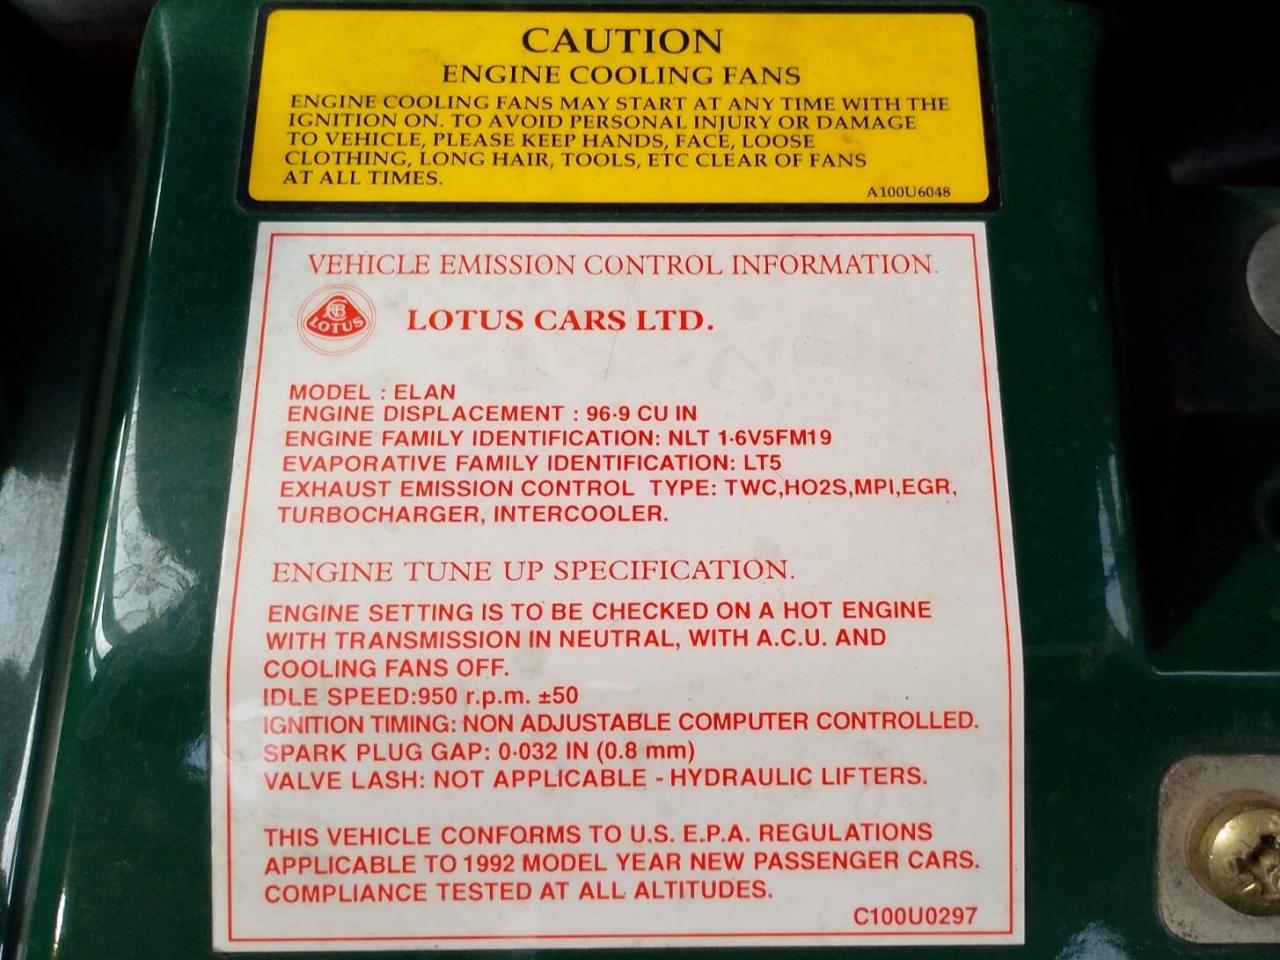 CAUTION
ENGINE COOLING FANS
ENGINE COOLING FANS MAY START AT ANY TIME WITH THE
IGNITION ON. TO AVOID PERSONAL INJURY OR DAMAGE
TO VEHICLE, PLEASE KEEP HANDS, FACE, LOOSE
CLOTHING, LONG HAIR, TOOLS, ETC CLEAR OF FANS
AT ALL TIMES.
A100U6048
VEHICLE EMISSION CONTROL INFORMATION.
LOTUS
LOTUS CARS LTD.
MODEL : ELAN
ENGINE DISPLACEMENT : 96·9 CU IN
ENGINE FAMILY IDENTIFICATION: NLT 1·6V5FM19
EVAPORATIVE FAMILY IDENTIFICATION: LT5
EXHAUST EMISSION CONTROL TYPE: TWC,HO2S,MPI,EGR,
TURBOCHARGER, INTERCOOLER.
ENGINE TUNE UP SPECIFICATION.
ENGINE SETTING IS TO BE CHECKED ON A HOT ENGINE
WITH TRANSMISSION IN NEUTRAL, WITH A.C.U. AND
COOLING FANS OFF.
IDLE SPEED:950 r.p.m. ±50
IGNITION TIMING: NON ADJUSTABLE COMPUTER CONTROLLED.
SPARK PLUG GAP: 0·032 IN (0.8 mm)
VALVE LASH: NOT APPLICABLE - HYDRAULIC LIFTERS.
THIS VEHICLE CONFORMS TO U.S. E.P.A. REGULATIONS
APPLICABLE TO 1992 MODEL YEAR NEW PASSENGER CARS.
COMPLIANCE TESTED AT ALL ALTITUDES.
C100U0297